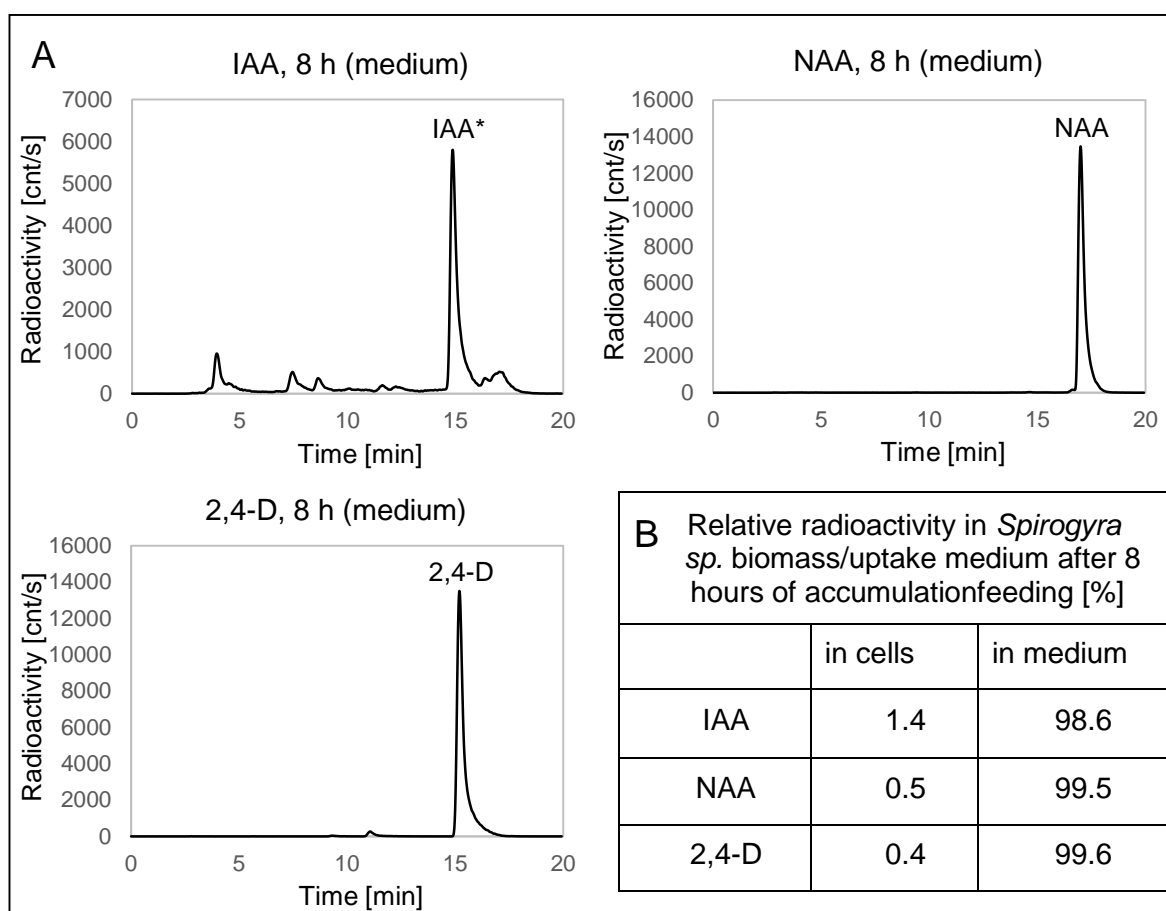 A
IAA, 8 h (medium)
Radioactivity [cnt/s]
7000
6000
5000
4000
3000
2000
1000
0
IAA*
0 5 10 15 20
Time [min]
NAA, 8 h (medium)
Radioactivity [cnt/s]
16000
14000
12000
10000
8000
6000
4000
2000
0
NAA
0 5 10 15 20
Time [min]
2,4-D, 8 h (medium)
Radioactivity [cnt/s]
16000
14000
12000
10000
8000
6000
4000
2000
0
2,4-D
0 5 10 15 20
Time [min]
B Relative radioactivity in Spirogyra
sp. biomass/uptake medium after 8
hours of accumulationfeeding [%]
in cells in medium
IAA 1.4 98.6
NAA 0.5 99.5
2,4-D 0.4 99.6